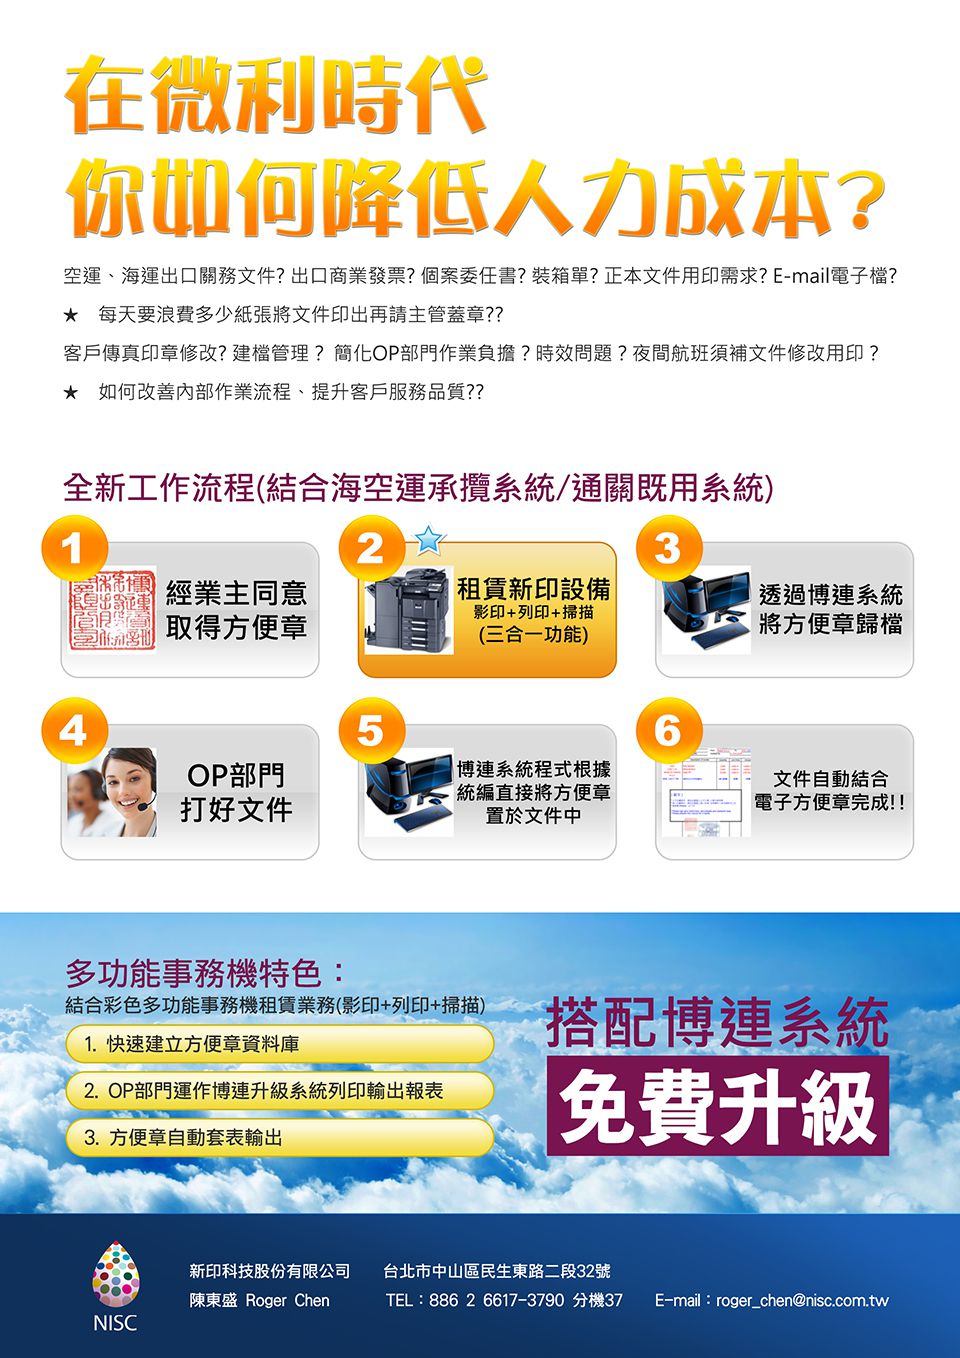 在微利時代
你如何降低人力成本?
空運、海運出口關務文件? 出口商業發票? 個案委任書? 裝箱單? 正本文件用印需求? E-mail電子檔?
★ 每天要浪費多少紙張將文件印出再請主管蓋章??
客戶傳真印章修改? 建檔管理？ 簡化OP部門作業負擔？時效問題？夜間航班須補文件修改用印？
★ 如何改善內部作業流程、提升客戶服務品質??
全新工作流程(結合海空運承攬系統/通關既用系統)
1
經業主同意
取得方便章
2
租賃新印設備
影印+列印+掃描
(三合一功能)
3
透過博連系統
將方便章歸檔
4
OP部門
打好文件
5
博連系統程式根據
統編直接將方便章
置於文件中
6
文件自動結合
電子方便章完成!!
多功能事務機特色：
結合彩色多功能事務機租賃業務(影印+列印+掃描)
1. 快速建立方便章資料庫
2. OP部門運作博連升級系統列印輸出報表
3. 方便章自動套表輸出
搭配博連系統
免費升級
NISC
新印科技股份有限公司 台北市中山區民生東路二段32號
陳東盛 Roger Chen TEL：886 2 6617-3790 分機37 E-mail：roger_chen@nisc.com.tw